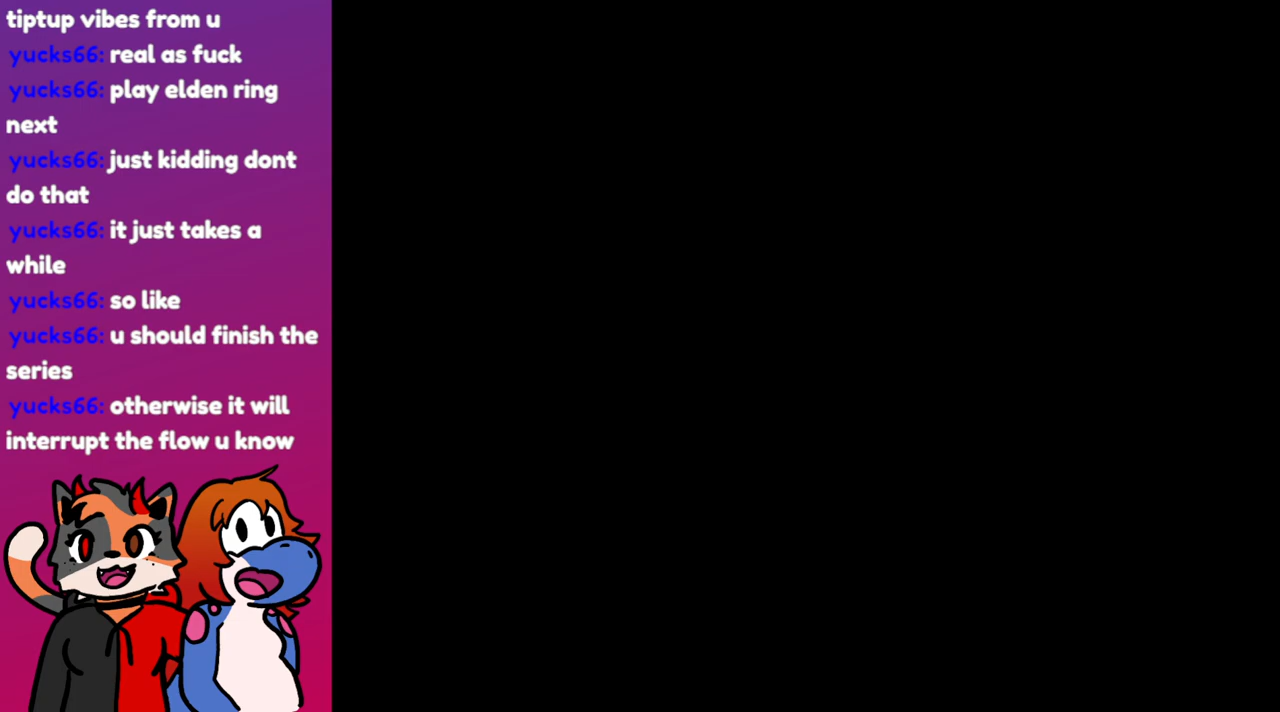 tiptup vibes from u
yucks66: real as fuck
yucks66: play elden ring
next
yucks66: just kidding dont
do that
yucks66: it just takes a
while
yucks66: so like
yucks66: u should finish the
series
yucks66: otherwise it will
interrupt the flow u know